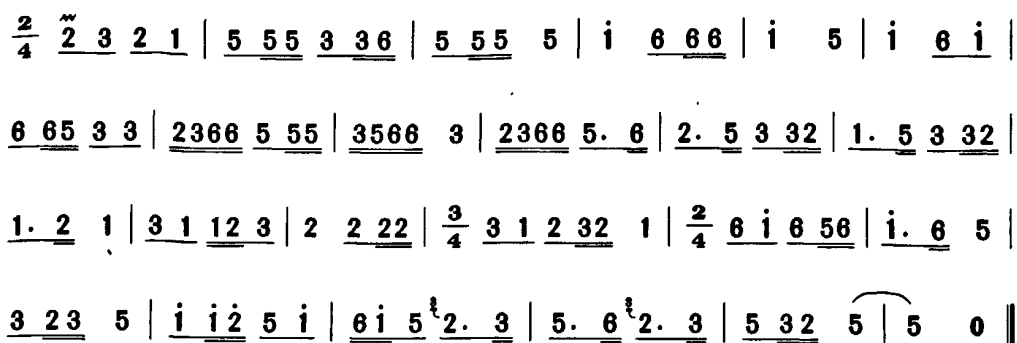 2/4 2 3 2 1 | 5 55 3 36 | 5 55 5 | i 6 66 | i 5 | i 6 i |
6 65 3 3 | 2366 5 55 | 3566 3 | 2366 5. 6 | 2. 5 3 32 | 1. 5 3 32 |
1. 2 1 | 3 1 12 3 | 2 2 22 | 3/4 3 1 2 32 1 | 2/4 6 i 6 56 | i. 6 5 |
3 23 5 | i i2̇ 5 i | 6i 5 2. 3 | 5. 6 2. 3 | 5 32 5 | 5 0 ‖